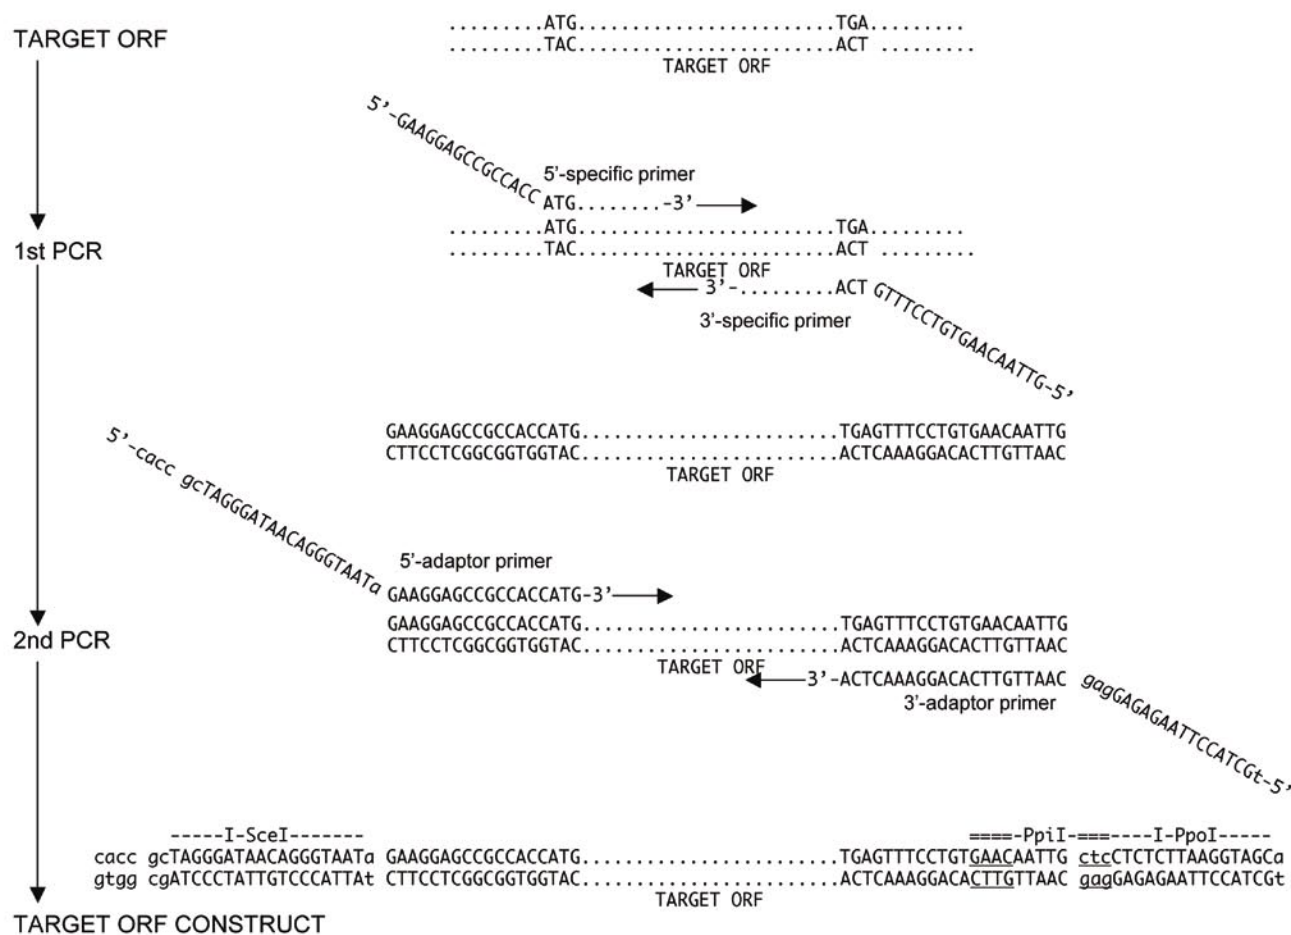 TARGET ORF
.........ATG........................TGA.........
.........TAC........................ACT .........
TARGET ORF
5’-GAAGGAGCCGCCACC
5’-specific primer
ATG........-3’
1st PCR
.........ATG........................TGA.........
.........TAC........................ACT .........
TARGET ORF
3’-.........ACT GTTTCCTGTGAACAATTG-5’
3’-specific primer
GAAGGAGCCGCCACCATG........................TGAGTTTCCTGTGAACAATTG
CTTCCTCGGCGGTGGTAC........................ACTCAAAGGACACTTGTTAAC
TARGET ORF
5’-cacc gcTAGGGATAACAGGGTAATa
5’-adaptor primer
GAAGGAGCCGCCACCATG-3’
2nd PCR
GAAGGAGCCGCCACCATG........................TGAGTTTCCTGTGAACAATTG
CTTCCTCGGCGGTGGTAC........................ACTCAAAGGACACTTGTTAAC
TARGET ORF
3’-ACTCAAAGGACACTTGTTAAC gagGAGAGAATTCCATCGt-5’
3’-adaptor primer
-----I-SceI------- ====-PpiI-===----I-PpoI-----
cacc gcTAGGGATAACAGGGTAATa GAAGGAGCCGCCACCATG........................TGAGTTTCCTGTGAACAATTG ctcCTCTCTTAAGGTAGCa
gtgg cgATCCCTATTGTCCCATTAt CTTCCTCGGCGGTGGTAC........................ACTCAAAGGACACTTGTTAAC gagGAGAGAATTCCATCGt
TARGET ORF
TARGET ORF CONSTRUCT